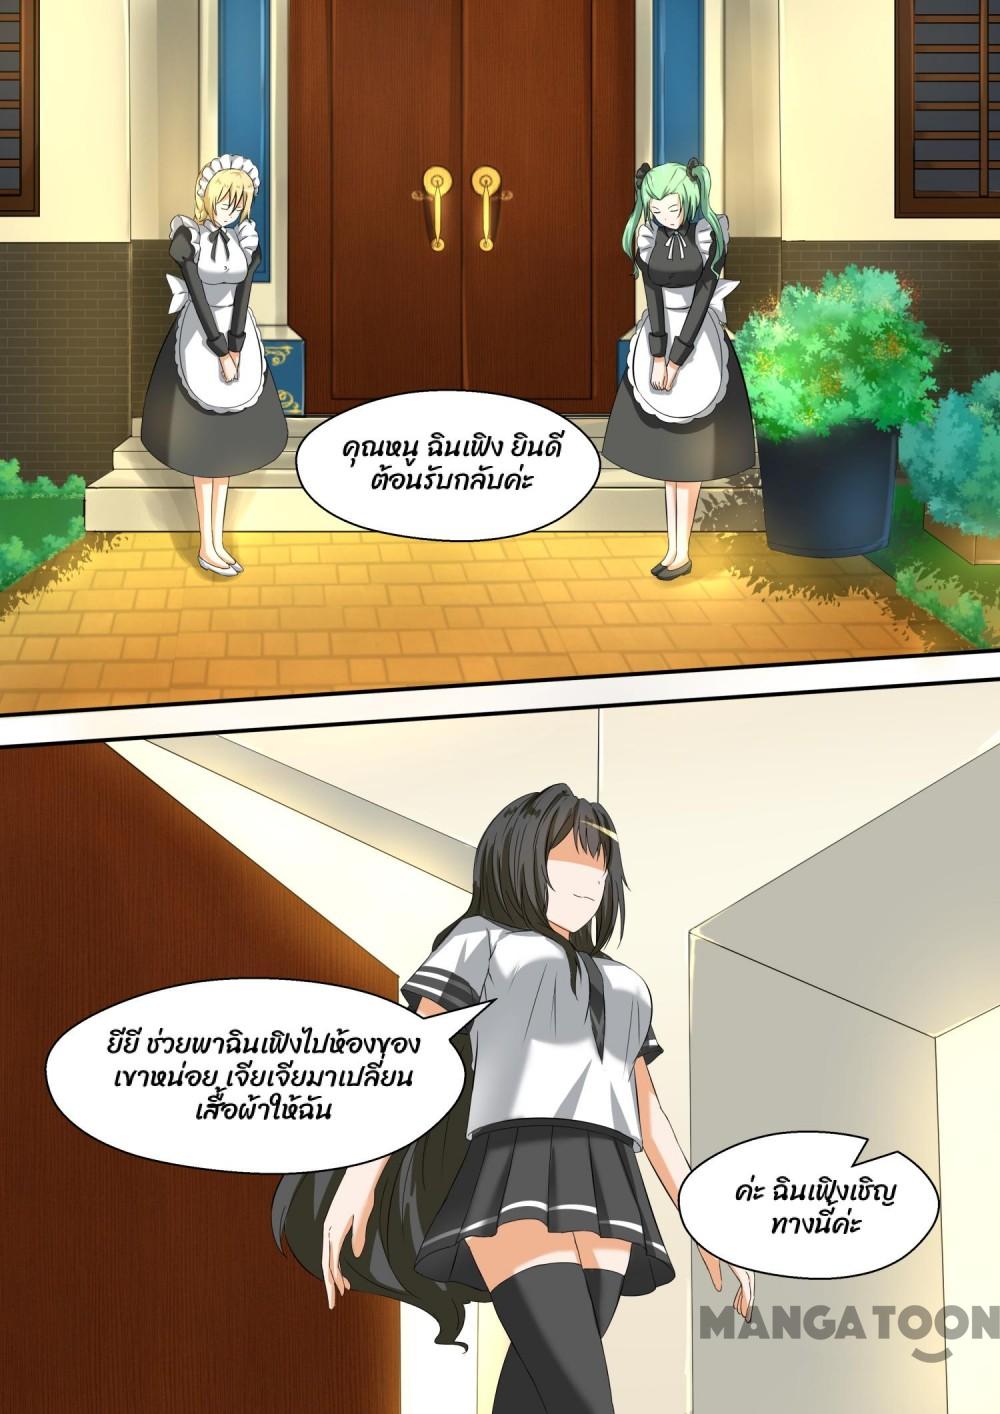 คุณหนู ฉินเฟิง ยินดี
ต้อนรับกลับค่ะ
ยียี ช่วยพาฉินเฟิงไปห้องของ
เขาหน่อย เจียเจียมาเปลี่ยน
เสื้อผ้าให้ฉัน
ค่ะ ฉินเฟิงเชิญ
ทางนี้ค่ะ
MANGATOON